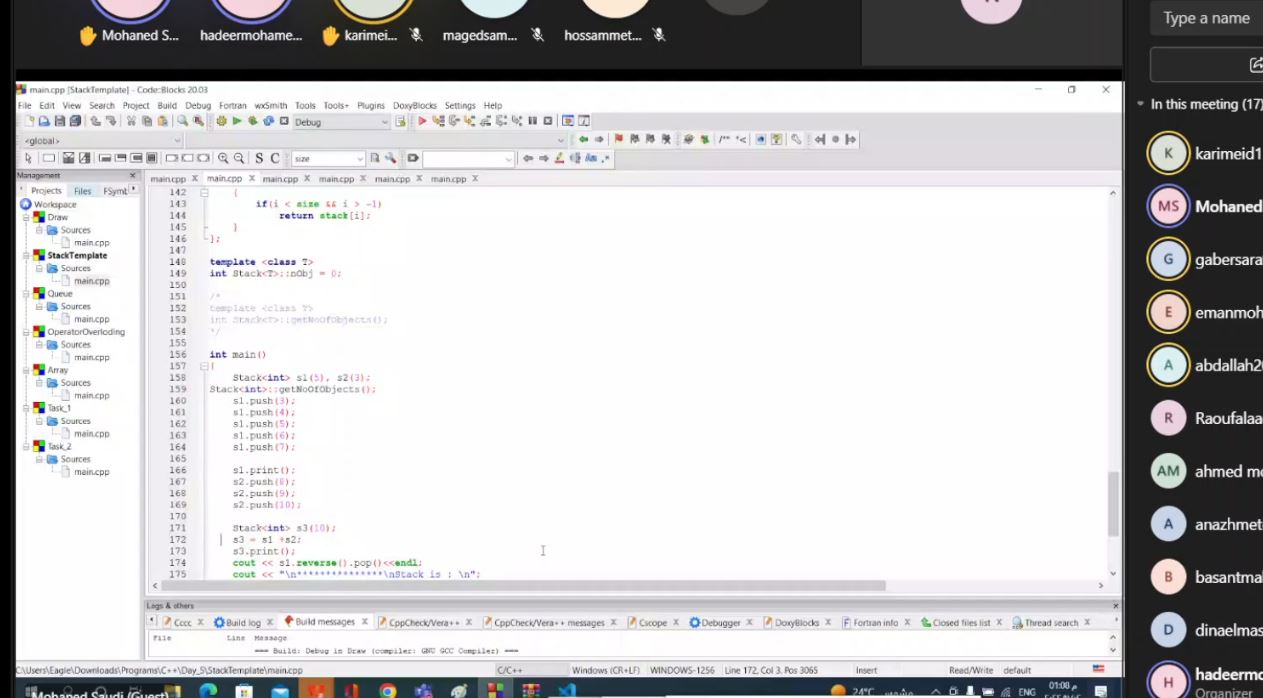 Mohaned S...
hadeermohame...
karimei...
magedsam...
hossammet...
Type a name
In this meeting (17)
K karimeid1
MS Mohaned
G gabersara
E emanmoh
A abdallah2
R Raoufalaa
AM ahmed m
A anazhmet
B basantma
D dinaelmas
H hadeerm
Organizer
main.cpp [StackTemplate] - Code::Blocks 20.03
File Edit View Search Project Build Debug Fortran wxSmith Tools Tools+ Plugins DoxyBlocks Settings Help
Debug
<global>
S C size
Management
Projects Files FSymb
Workspace
Draw
Sources
main.cpp
StackTemplate
Sources
main.cpp
Queue
Sources
main.cpp
OperatorOverloding
Sources
main.cpp
Array
Sources
main.cpp
Task_1
Sources
main.cpp
Task_2
Sources
main.cpp
main.cpp X main.cpp X main.cpp X main.cpp X main.cpp X main.cpp X
142 {
143 if(i < size && i > -1)
144 return stack[i];
145 }
146 };
147
148 template <class T>
149 int Stack<T>::nObj = 0;
150
151 /*
152 template <class T>
153 int Stack<T>::getNoOfObjects();
154 */
155
156 int main()
157 {
158 Stack<int> s1(5), s2(3);
159 Stack<int>::getNoOfObjects();
160 s1.push(3);
161 s1.push(4);
162 s1.push(5);
163 s1.push(6);
164 s1.push(7);
165
166 s1.print();
167 s2.push(8);
168 s2.push(9);
169 s2.push(10);
170
171 Stack<int> s3(10);
172 s3 = s1 +s2;
173 s3.print();
174 cout << s1.reverse().pop()<<endl;
175 cout << "\n***************\nStack is : \n";
Logs & others
Cccc X Build log X Build messages X CppCheck/Vera++ X CppCheck/Vera++ messages X Cscope X Debugger X DoxyBlocks X Fortran info X Closed files list X Thread search X
File Line Message
=== Build: Debug in Draw (compiler: GNU GCC Compiler) ===
C:\Users\Eagle\Downloads\Programs\C++\Day_5\StackTemplate\main.cpp C/C++ Windows (CR+LF) WINDOWS-1256 Line 172, Col 3, Pos 3065 Insert Read/Write default
Mohaned Saudi (Guest)
24°C
ENG
01:08 م